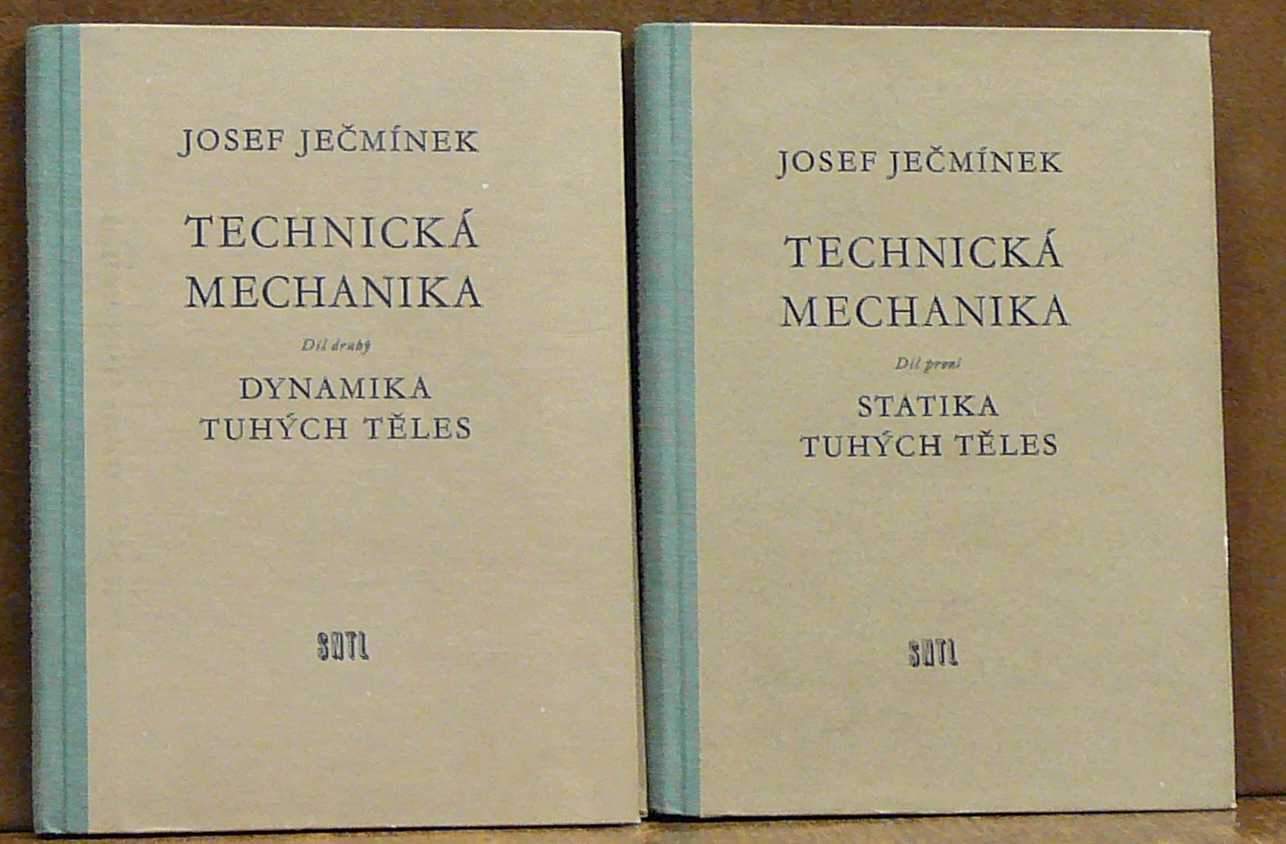 JOSEF JEČMÍNEK
TECHNICKÁ
MECHANIKA
Díl druhý
DYNAMIKA
TUHÝCH TĚLES
SNTL
JOSEF JEČMÍNEK
TECHNICKÁ
MECHANIKA
Díl první
STATIKA
TUHÝCH TĚLES
SNTL